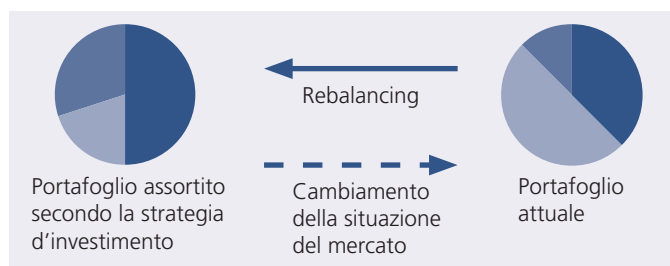 Rebalancing
Portafoglio assortito
secondo la strategia
d'investimento
Cambiamento
della situazione
del mercato
Portafoglio
attuale